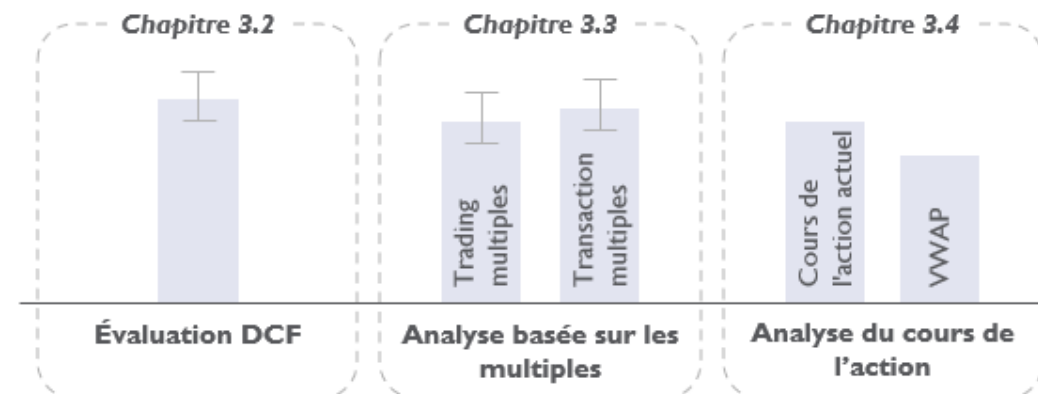 Chapitre 3.2
Chapitre 3.3
Chapitre 3.4
Trading
multiples
Transaction
multiples
Cours de
l'action actuel
VWAP
Évaluation DCF
Analyse basée sur les
multiples
Analyse du cours de
l’action